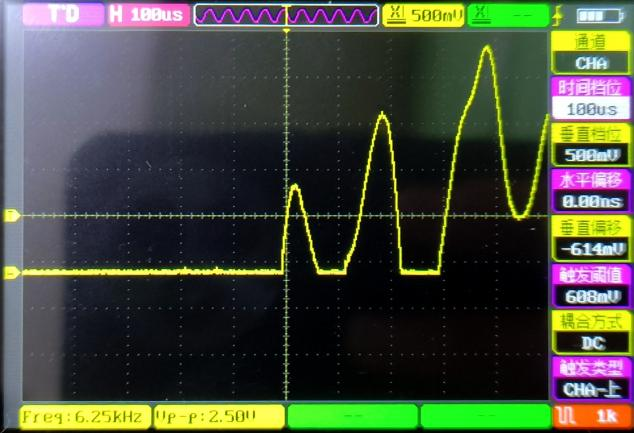 T'D H 100us X1 500mV X1 --
通道
CHA
时间档位
100us
垂直档位
500mV
水平偏移
0.00ns
垂直偏移
-614mV
触发阈值
608mV
耦合方式
DC
触发类型
CHA-上
T
Freq:6.25kHz Vp-p:2.50V -- -- 1k